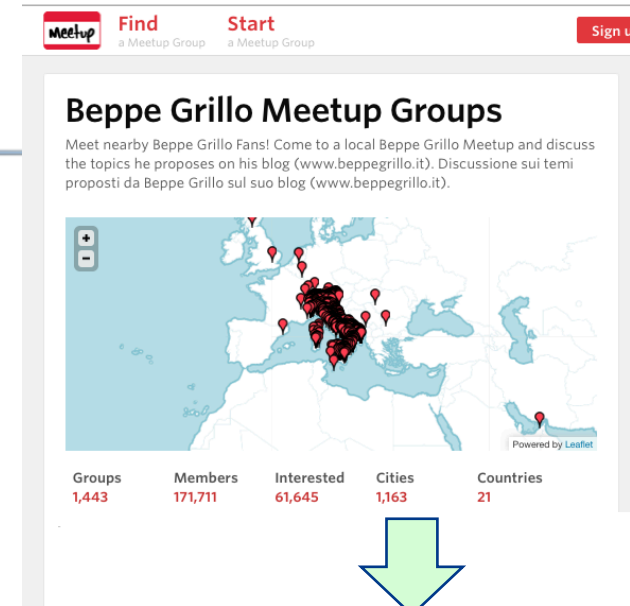 Meetup
Find
a Meetup Group
Start
a Meetup Group
Sign
Beppe Grillo Meetup Groups
Meet nearby Beppe Grillo Fans! Come to a local Beppe Grillo Meetup and discuss
the topics he proposes on his blog (www.beppegrillo.it). Discussione sui temi
proposti da Beppe Grillo sul suo blog (www.beppegrillo.it).
+
-
Powered by Leaflet
Groups Members Interested Cities Countries
1,443 171,711 61,645 1,163 21